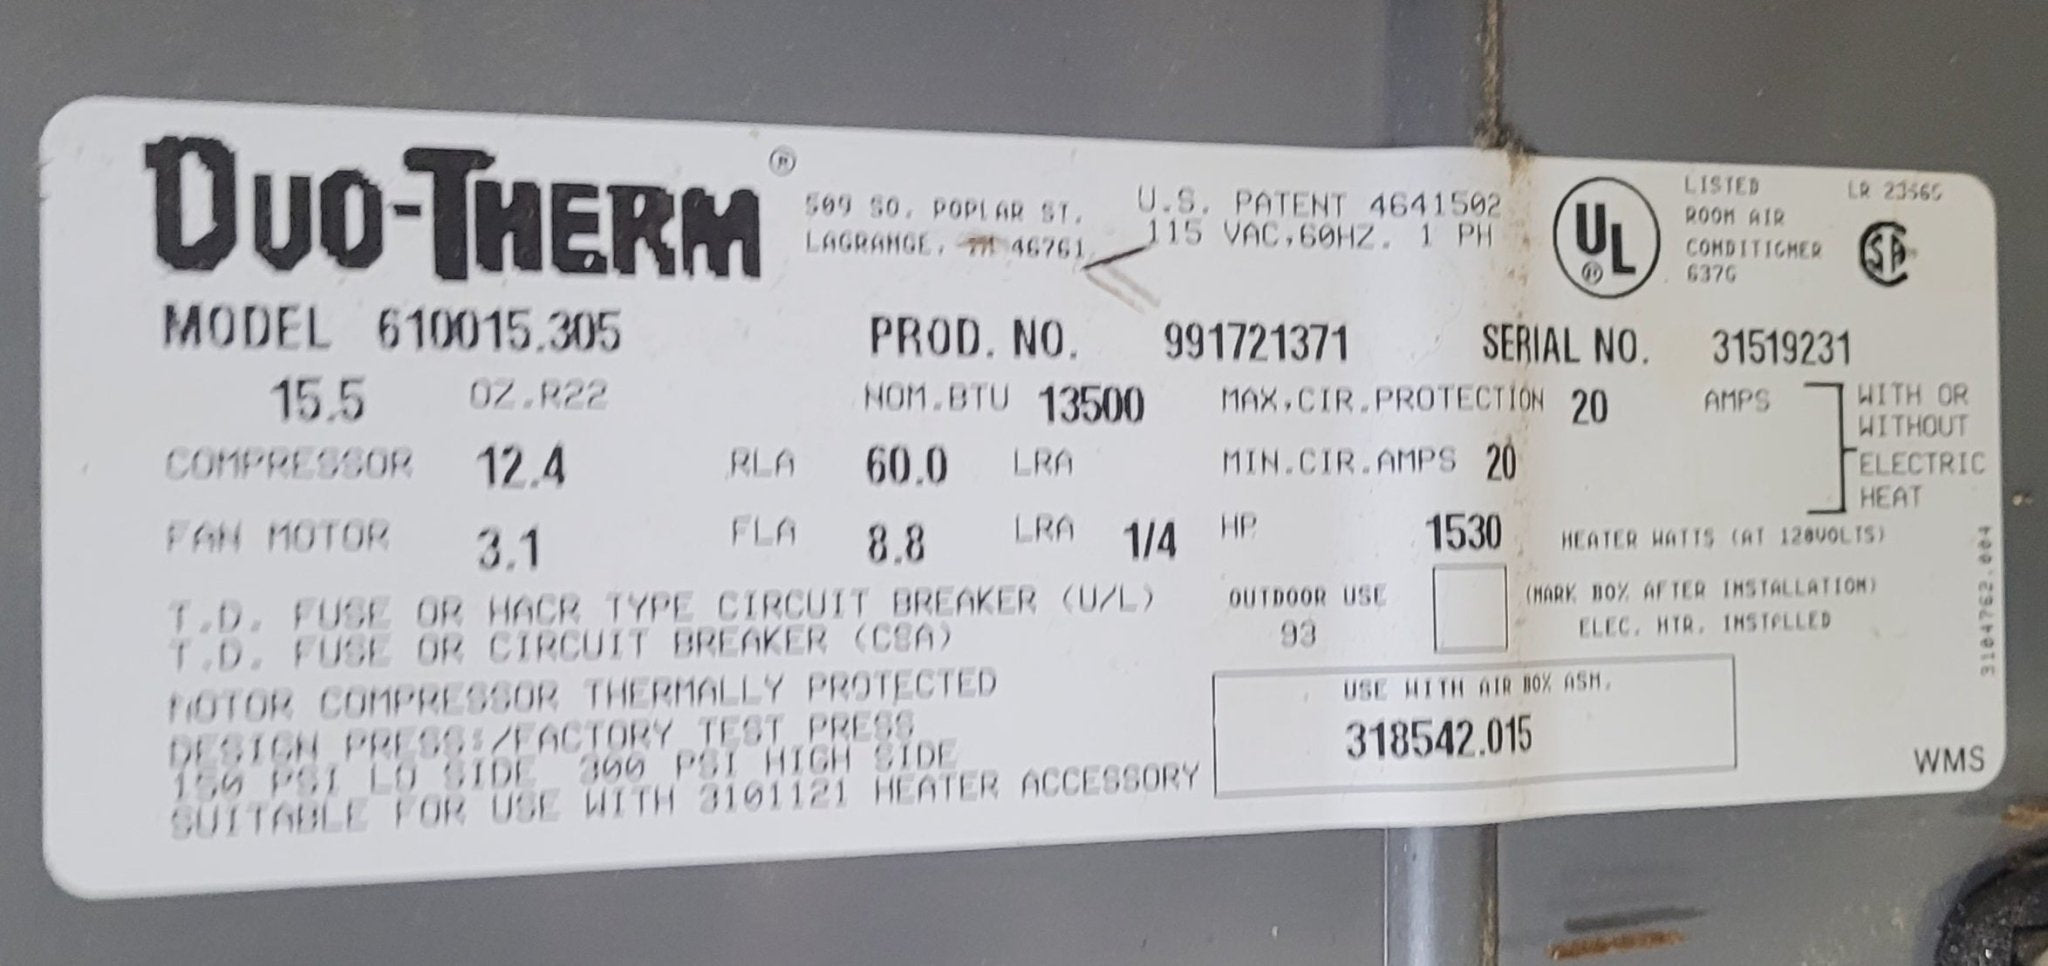 DUO-THERM ®
509 SO. POPLAR ST.
LAGRANGE, 46761
U.S. PATENT 4641502
115 VAC,60HZ. 1 PH
UL ®
LISTED
ROOM AIR
CONDITIONER
637G
LR 23565
SA
MODEL 610015.305 PROD. NO. 991721371 SERIAL NO. 31519231
15.5 OZ.R22 NOM.BTU 13500 MAX.CIR.PROTECTION 20 AMPS
COMPRESSOR 12.4 RLA 60.0 LRA MIN.CIR.AMPS 20
WITH OR
WITHOUT
ELECTRIC
HEAT
FAN MOTOR 3.1 FLA 8.8 LRA 1/4 HP 1530 HEATER WATTS (AT 120VOLTS)
T.D. FUSE OR HACR TYPE CIRCUIT BREAKER (U/L)
T.D. FUSE OR CIRCUIT BREAKER (CSA)
OUTDOOR USE
93
(MARK BOX AFTER INSTALLATION)
ELEC. HTR. INSTALLED
MOTOR COMPRESSOR THERMALLY PROTECTED
DESIGN PRESS:/FACTORY TEST PRESS
150 PSI LO SIDE 300 PSI HIGH SIDE
SUITABLE FOR USE WITH 3101121 HEATER ACCESSORY
USE WITH AIR BOX ASM.
318542.015
3104762.004
WMS